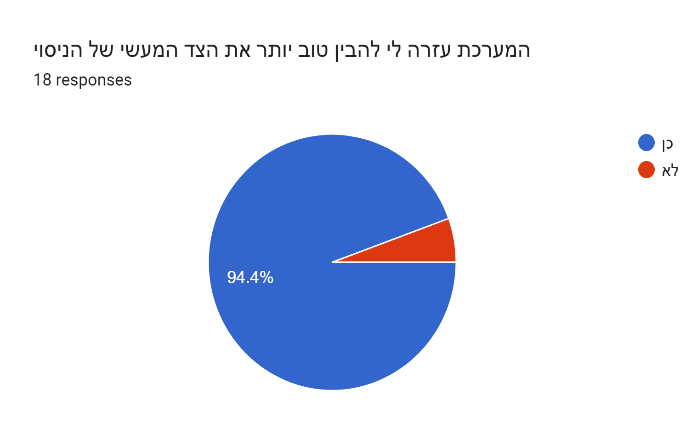 המערכת עזרה לי להבין טוב יותר את הצד המעשי של הניסוי
18 responses
כן
לא
94.4%